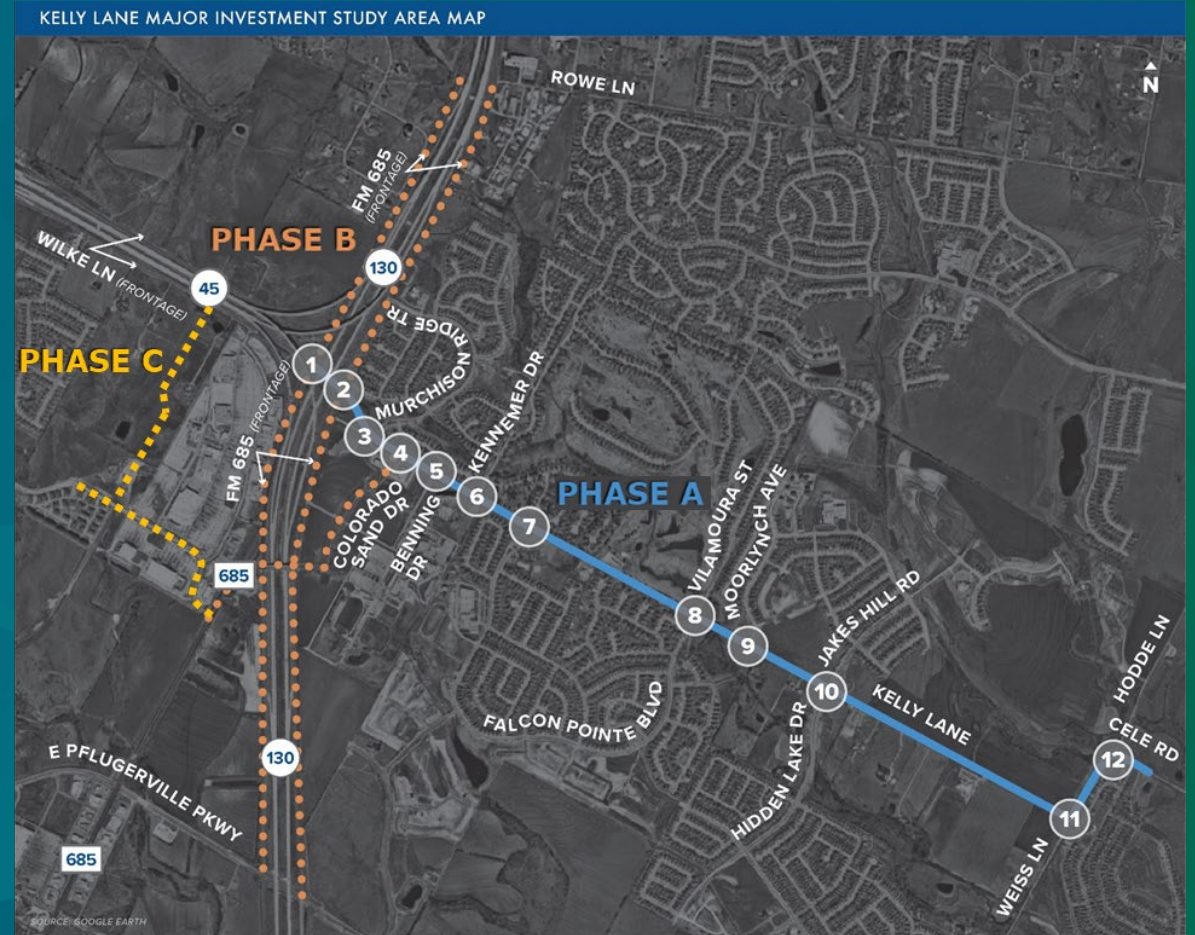 KELLY LANE MAJOR INVESTMENT STUDY AREA MAP
N
ROWE LN
FM 685
(FRONTAGE)
PHASE B
WILKE LN (FRONTAGE)
130
45
RIDGE TR
PHASE C
1
2
MURCHISON
KENNEMER DR
3
4
FM 685 (FRONTAGE)
5
6
PHASE A
7
COLORADO
SAND DR
BENNING
DR
VILAMOURA ST
MOORLYNCH AVE
685
8
9
JAKES HILL RD
10
KELLY LANE
HODDE LN
FALCON POINTE BLVD
CELE RD
12
130
HIDDEN LAKE DR
E PFLUGERVILLE PKWY
11
685
WEISS LN
SOURCE: GOOGLE EARTH